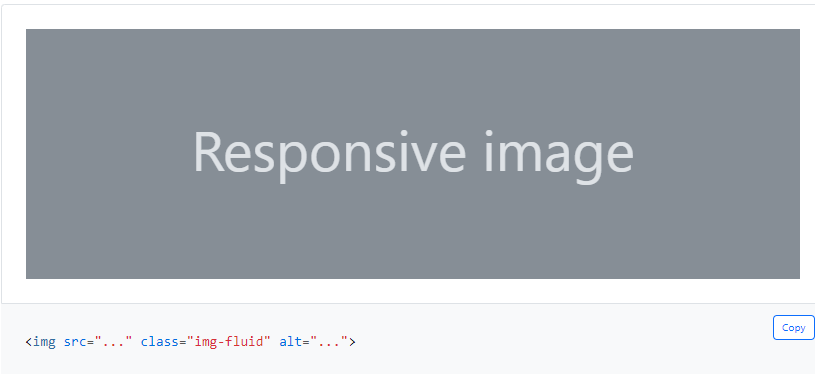 Responsive image
Copy
<img src="..." class="img-fluid" alt="...">